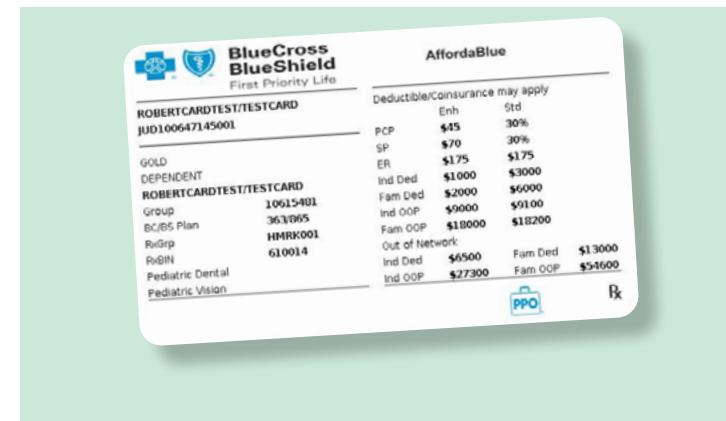 BlueCross
BlueShield
First Priority Life
ROBERTCARDTEST/TESTCARD
JUD100647145001
GOLD
DEPENDENT
ROBERTCARDTEST/TESTCARD
Group 10615481
BC/BS Plan 363/865
RxGrp HMRK001
RxBIN 610014
Pediatric Dental
Pediatric Vision
AffordaBlue
Deductible/Coinsurance may apply
Enh Std
PCP $45 30%
SP $70 30%
ER $175 $175
Ind Ded $1000 $3000
Fam Ded $2000 $6000
Ind OOP $9000 $9100
Fam OOP $18000 $18200
Out of Network
Ind Ded $6500 Fam Ded $13000
Ind OOP $27300 Fam OOP $54600
PPO
Rx